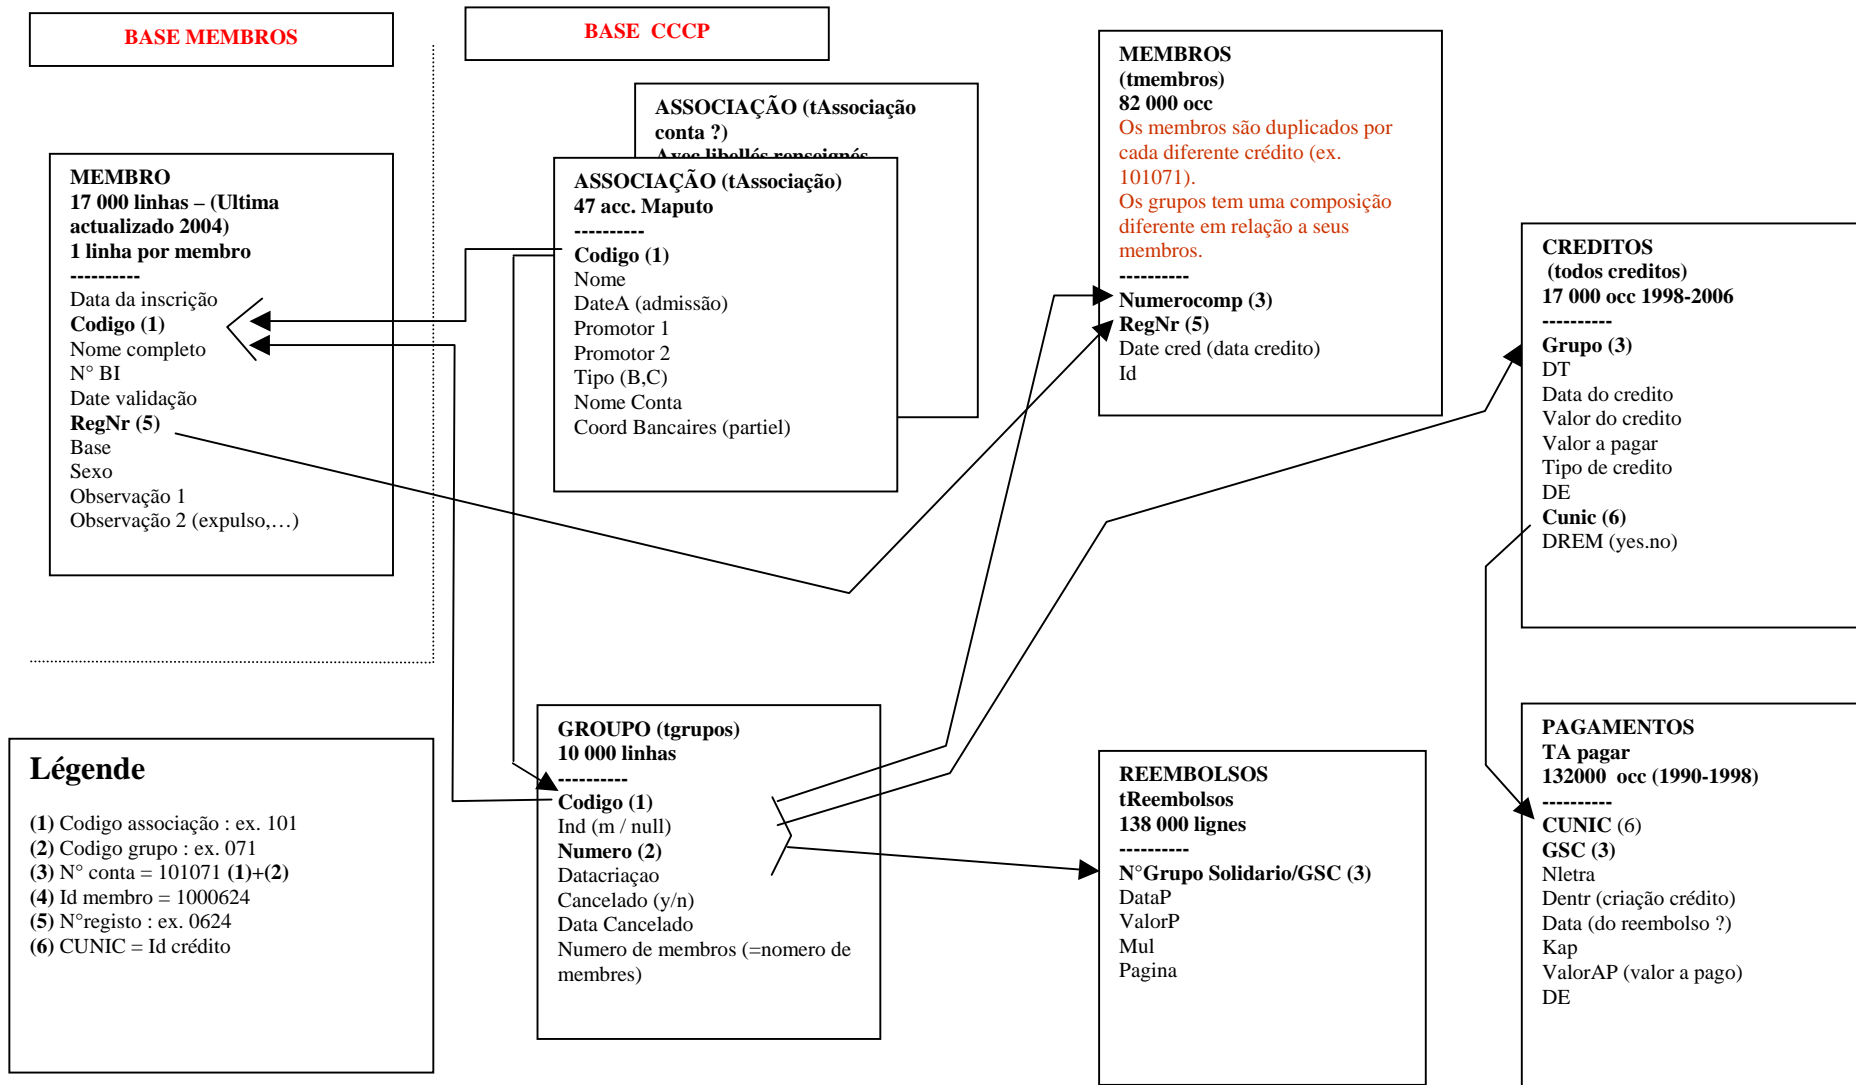 BASE MEMBROS
BASE CCCP
MEMBRO
17 000 linhas – (Ultima
actualizado 2004)
1 linha por membro
----------
Data da inscrição
Codigo (1)
Nome completo
N° BI
Date validação
RegNr (5)
Base
Sexo
Observação 1
Observação 2 (expulso,…)
ASSOCIAÇÃO (tAssociação
conta ?)
Avec libellés renseignés
ASSOCIAÇÃO (tAssociação)
47 acc. Maputo
----------
Codigo (1)
Nome
DateA (admissão)
Promotor 1
Promotor 2
Tipo (B,C)
Nome Conta
Coord Bancaires (partiel)
MEMBROS
(tmembros)
82 000 occ
Os membros são duplicados por
cada diferente crédito (ex.
101071).
Os grupos tem uma composição
diferente em relação a seus
membros.
----------
Numerocomp (3)
RegNr (5)
Date cred (data credito)
Id
CREDITOS
(todos creditos)
17 000 occ 1998-2006
----------
Grupo (3)
DT
Data do credito
Valor do credito
Valor a pagar
Tipo de credito
DE
Cunic (6)
DREM (yes.no)
Légende
(1) Codigo associação : ex. 101
(2) Codigo grupo : ex. 071
(3) N° conta = 101071 (1)+(2)
(4) Id membro = 1000624
(5) N°registo : ex. 0624
(6) CUNIC = Id crédito
GROUPO (tgrupos)
10 000 linhas
----------
Codigo (1)
Ind (m / null)
Numero (2)
Datacriaçao
Cancelado (y/n)
Data Cancelado
Numero de membros (=nomero de
membres)
REEMBOLSOS
tReembolsos
138 000 lignes
----------
N°Grupo Solidario/GSC (3)
DataP
ValorP
Mul
Pagina
PAGAMENTOS
TA pagar
132000 occ (1990-1998)
----------
CUNIC (6)
GSC (3)
Nletra
Dentr (criação crédito)
Data (do reembolso ?)
Kap
ValorAP (valor a pago)
DE